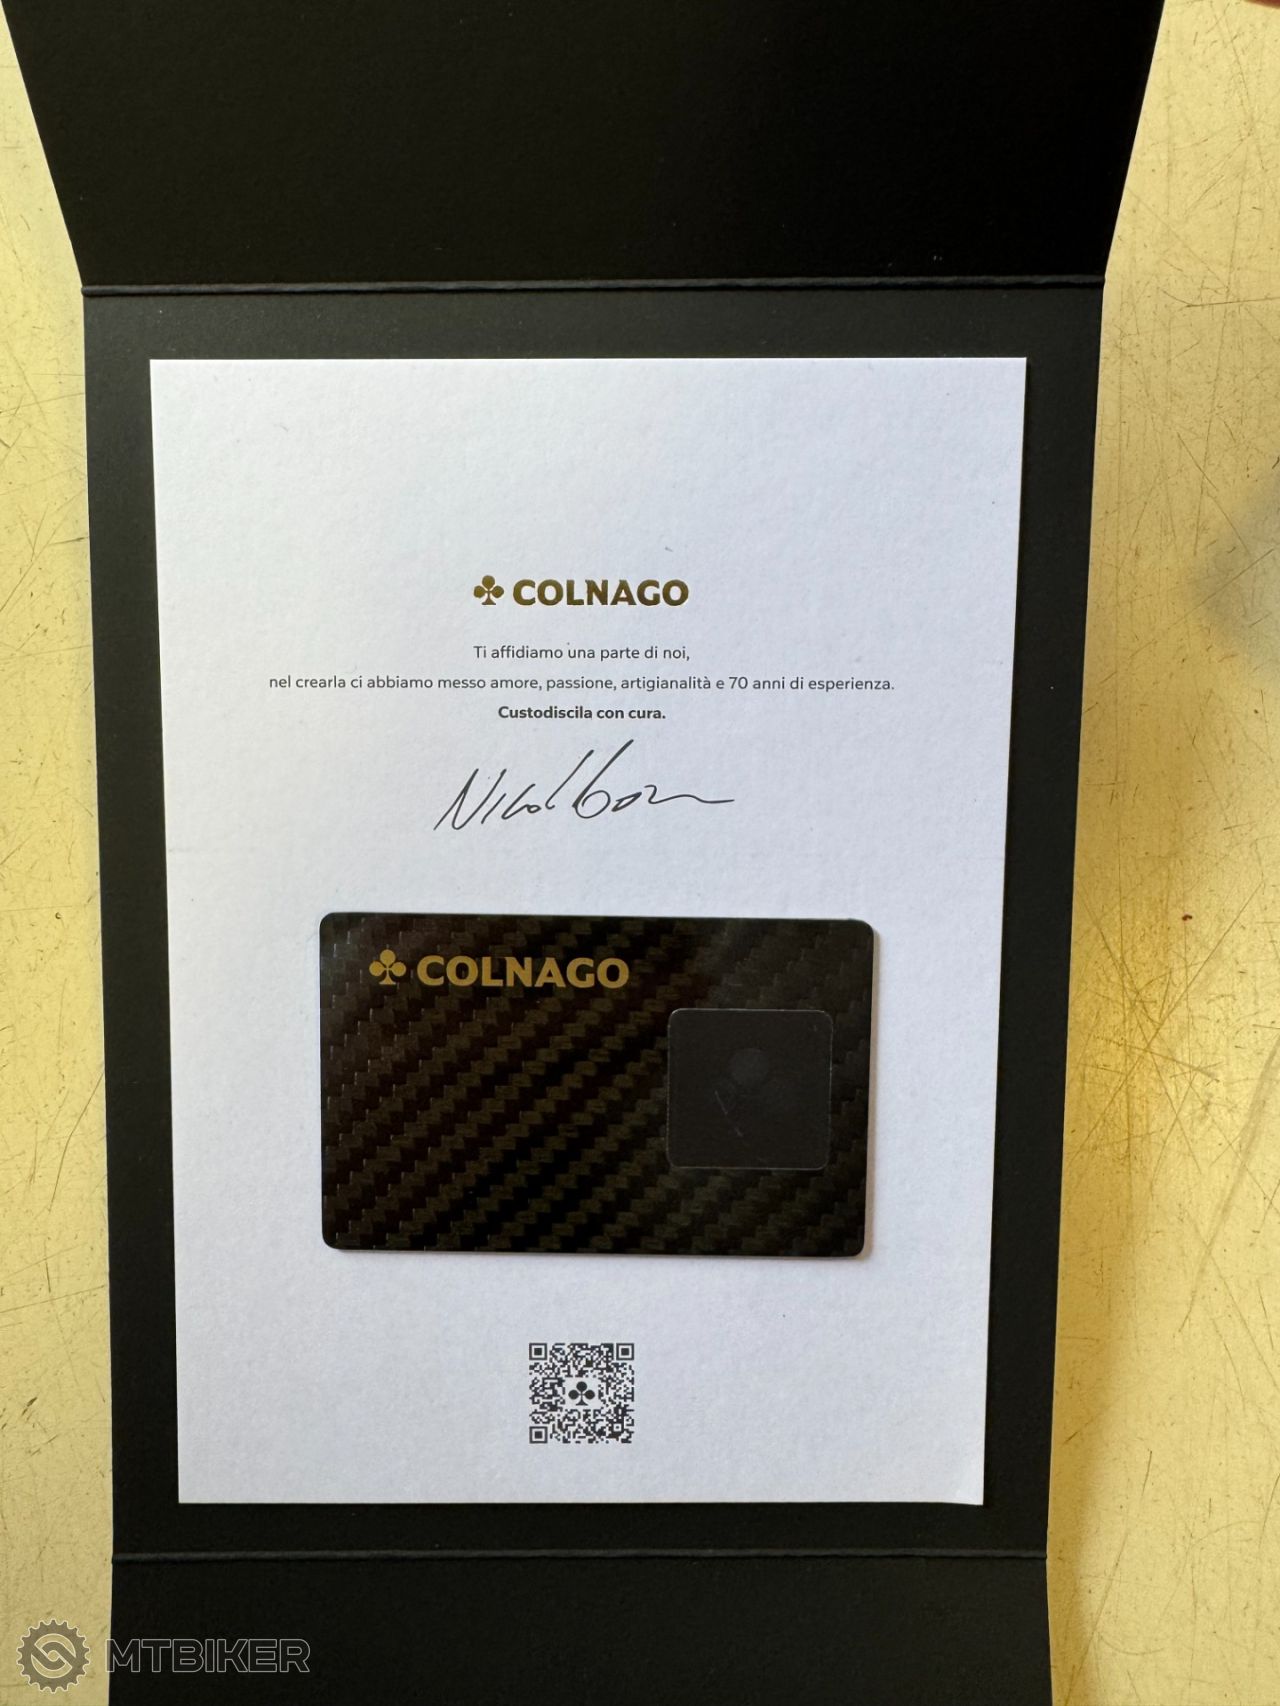 COLNAGO
Ti affidiamo una parte di noi,
nel crearla ci abbiamo messo amore, passione, artigianalità e 70 anni di esperienza.
Custodiscila con cura.
COLNAGO
MTBIKER